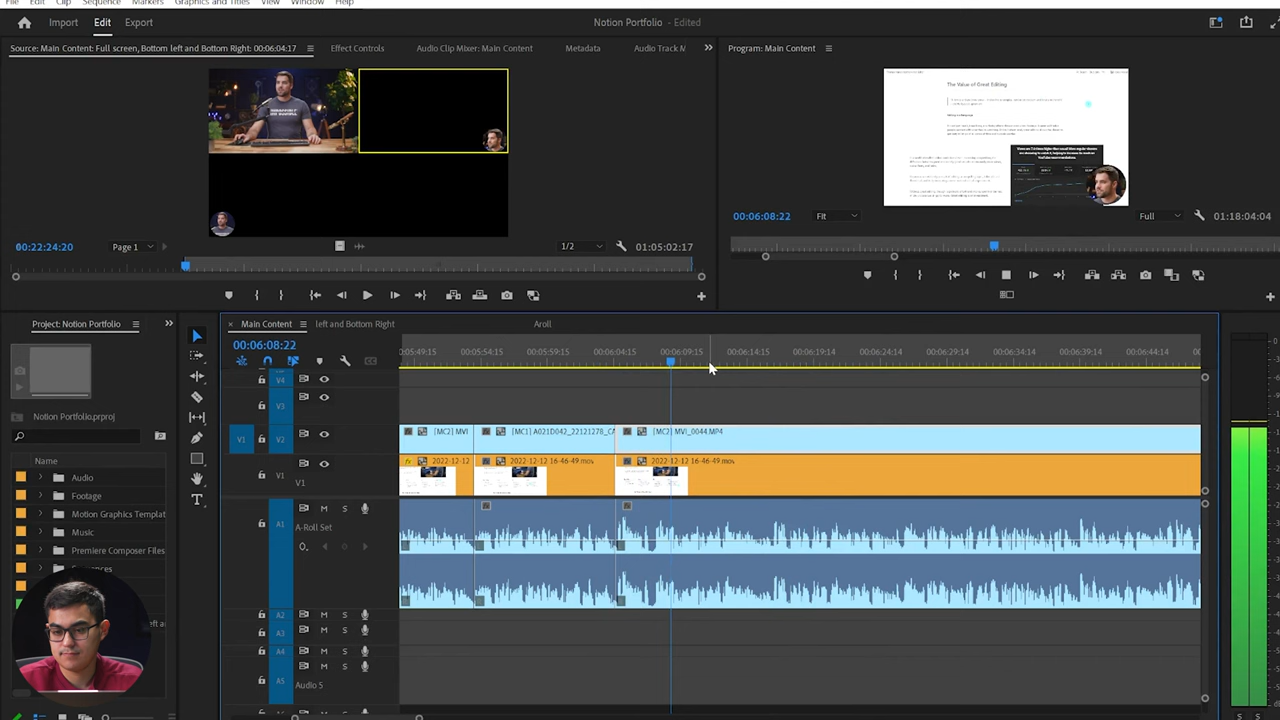 File Edit Clip Sequence Markers Graphics and Titles View Window Help
Import Edit Export
Notion Portfolio - Edited
Source: Main Content: Full screen, Bottom left and Bottom Right: 00:06:04:17
Effect Controls
Audio Clip Mixer: Main Content
Metadata
Audio Track M
Program: Main Content
The Value of Great Editing
00:22:24:20
Page 1
1/2
01:05:02:17
00:06:08:22
Fit
Full
01:18:04:04
Project: Notion Portfolio
Notion Portfolio.prproj
Name
Audio
Footage
Motion Graphics Templat
Music
Premiere Composer Files
Main Content
left and Bottom Right
Aroll
00:06:08:22
0:05:49:15 00:05:54:15 00:05:59:15 00:06:04:15 00:06:09:15 00:06:14:15 00:06:19:14 00:06:24:14 00:06:29:14 00:06:34:14 00:06:39:14 00:06:44:14 00
V4
V3
V1 V2 [MC2] MVI [MC1] A021D042_22121278_CA [MC2] MVI_0044.MP4
V1 V1 fx 2022-12-12 2022-12-12 16-46-49.mov 2022-12-12 16-46-49.mov
A1 M S A-Roll Set
A2 M S
A3 M S
A4 M S
A5 M S Audio 5
S S